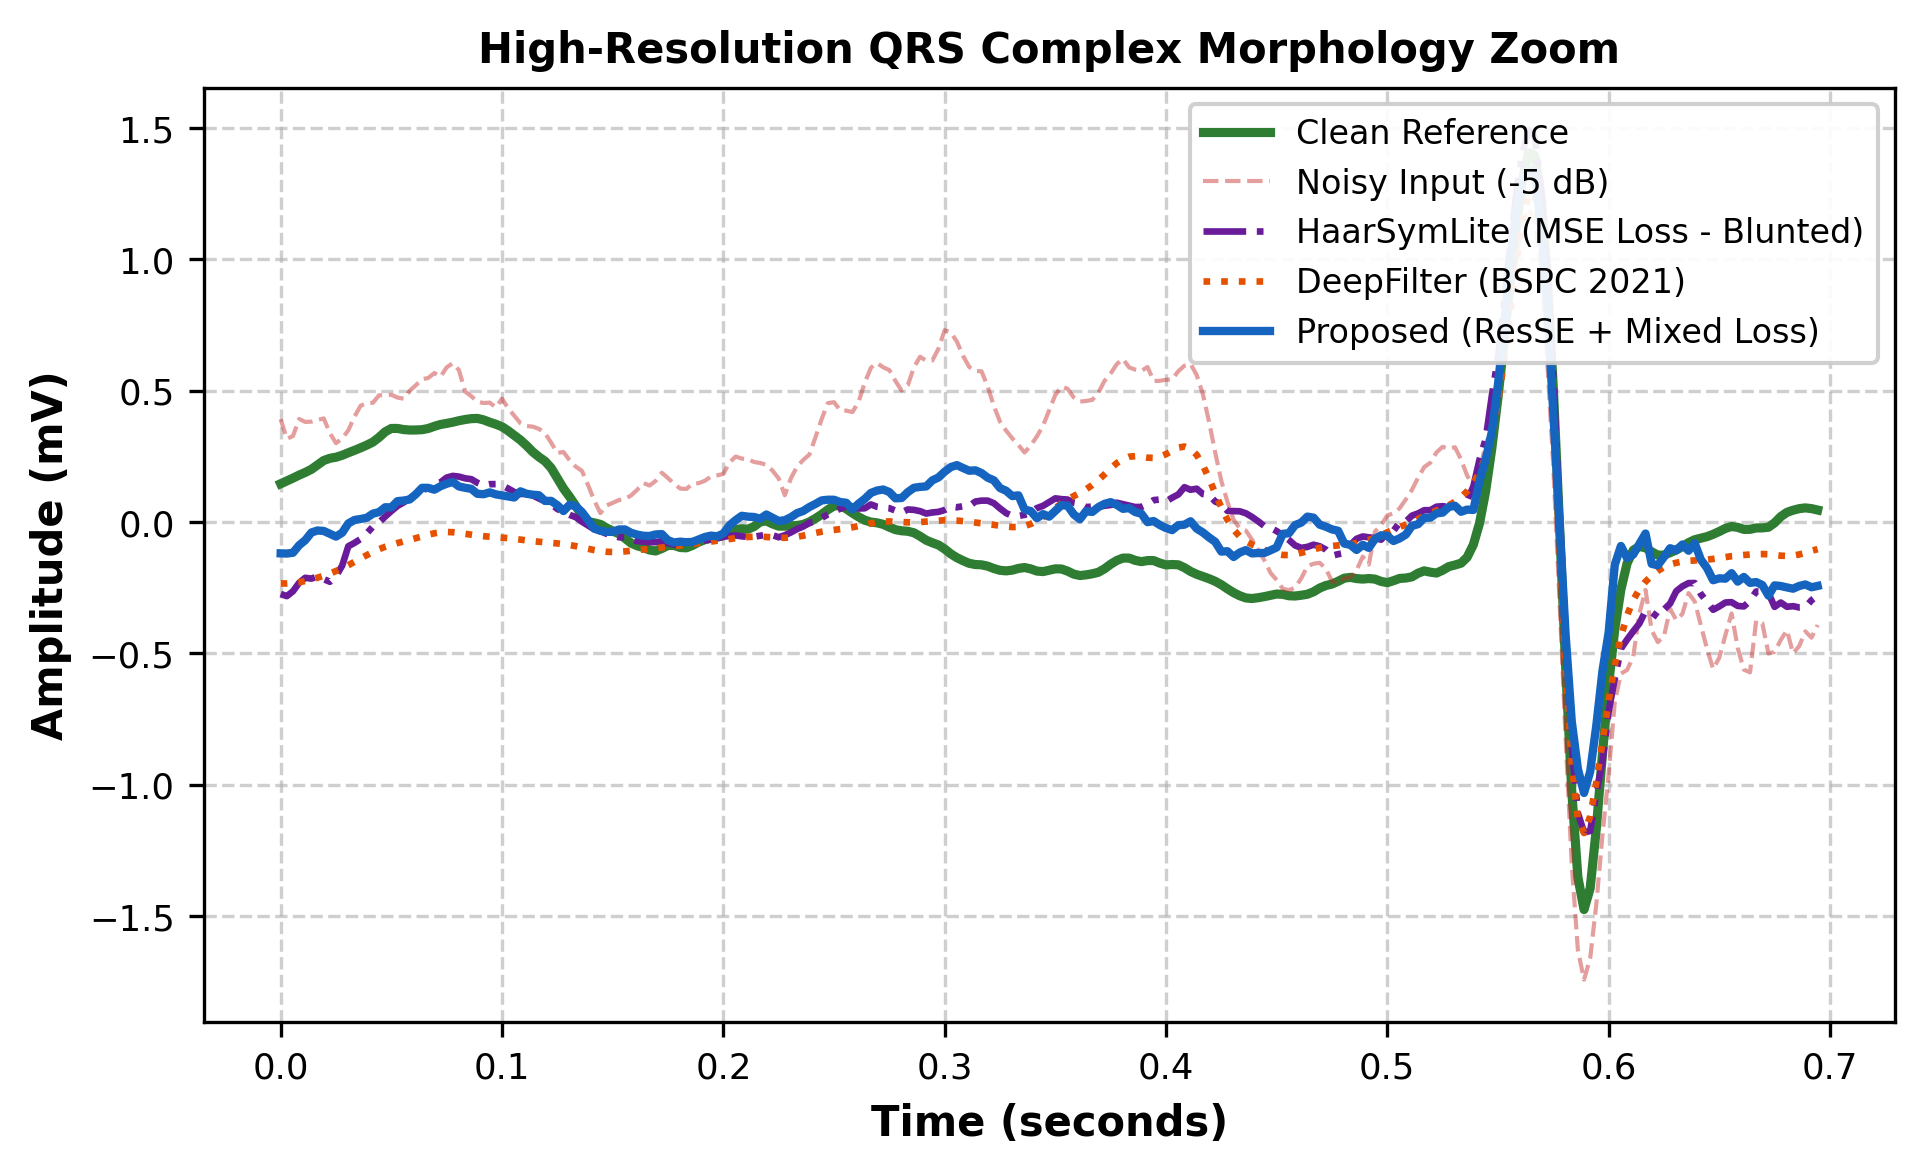 High-Resolution QRS Complex Morphology Zoom
Clean Reference
Noisy Input (-5 dB)
HaarSymLite (MSE Loss - Blunted)
DeepFilter (BSPC 2021)
Proposed (ResSE + Mixed Loss)
Amplitude (mV)
1.5
1.0
0.5
0.0
−0.5
−1.0
−1.5
0.0 0.1 0.2 0.3 0.4 0.5 0.6 0.7
Time (seconds)